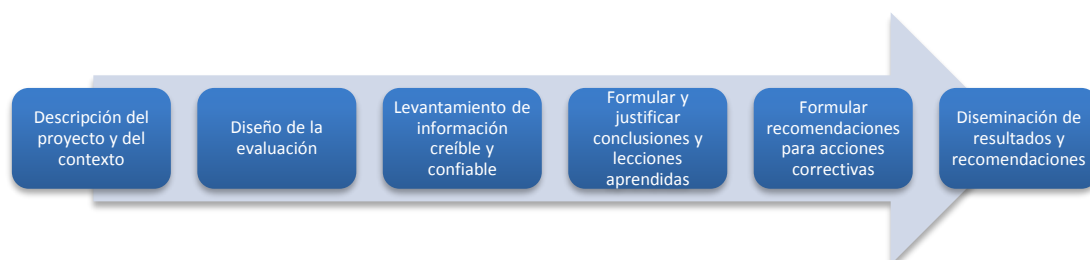 Descripción del
proyecto y del
contexto
Diseño de la
evaluación
Levantamiento de
información
creíble y
confiable
Formular y
justificar
conclusiones y
lecciones
aprendidas
Formular
recomendaciones
para acciones
correctivas
Diseminación de
resultados y
recomendaciones